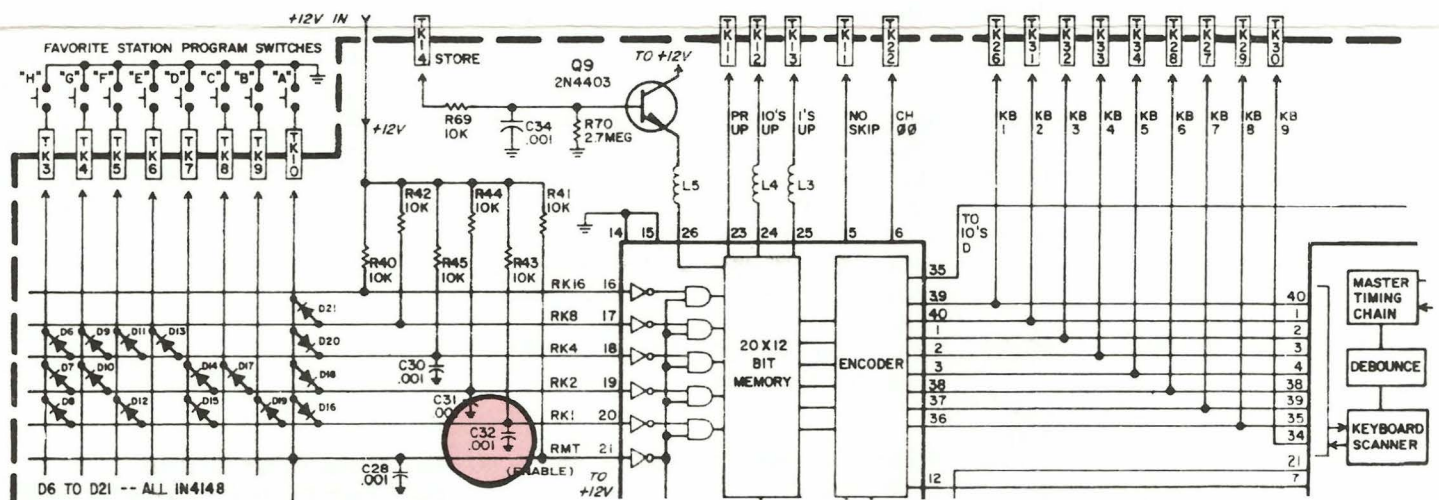 +12V IN
FAVORITE STATION PROGRAM SWITCHES
"H" "G" "F" "E" "D" "C" "B" "A"
TK3 TK4 TK5 TK6 TK7 TK8 TK9 TK10
TK14 STORE
+12V
R69
10K
C34
.001
R70
2.7MEG
Q9
2N4403
TO +12V
TK11 TK12 TK13 TK1 TK22
TK26 TK31 TK32 TK33 TK34 TK28 TK27 TK29 TK30
PR UP
10'S UP
1'S UP
NO SKIP
CH ØØ
KB 1
KB 2
KB 3
KB 4
KB 5
KB 6
KB 7
KB 8
KB 9
L5 L4 L3
R42
10K
R44
10K
R41
10K
R40
10K
R45
10K
R43
10K
14 15 26 23 24 25 5 6
TO 10'S D
RK16 16
RK8 17
RK4 18
RK2 19
RK1 20
RMT 21
(ENABLE)
TO +12V
D21
D6 D9 D11 D13 D20
D7 D10 D14 D17 D18
D8 D12 D15 D19 D16
C30
.001
C31
C32
.001
C28
.001
20 X 12
BIT
MEMORY
ENCODER
35
39
40
1
2
3
38
37
36
12
40
1
2
3
4
38
39
35
34
21
7
MASTER
TIMING
CHAIN
DEBOUNCE
KEYBOARD
SCANNER
D6 TO D21 -- ALL IN4148